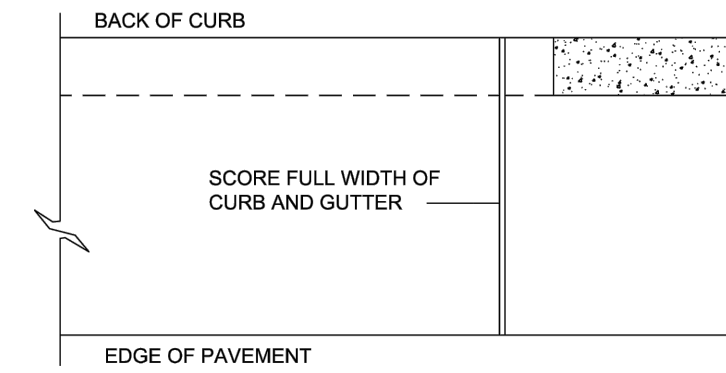 BACK OF CURB
SCORE FULL WIDTH OF
CURB AND GUTTER
EDGE OF PAVEMENT